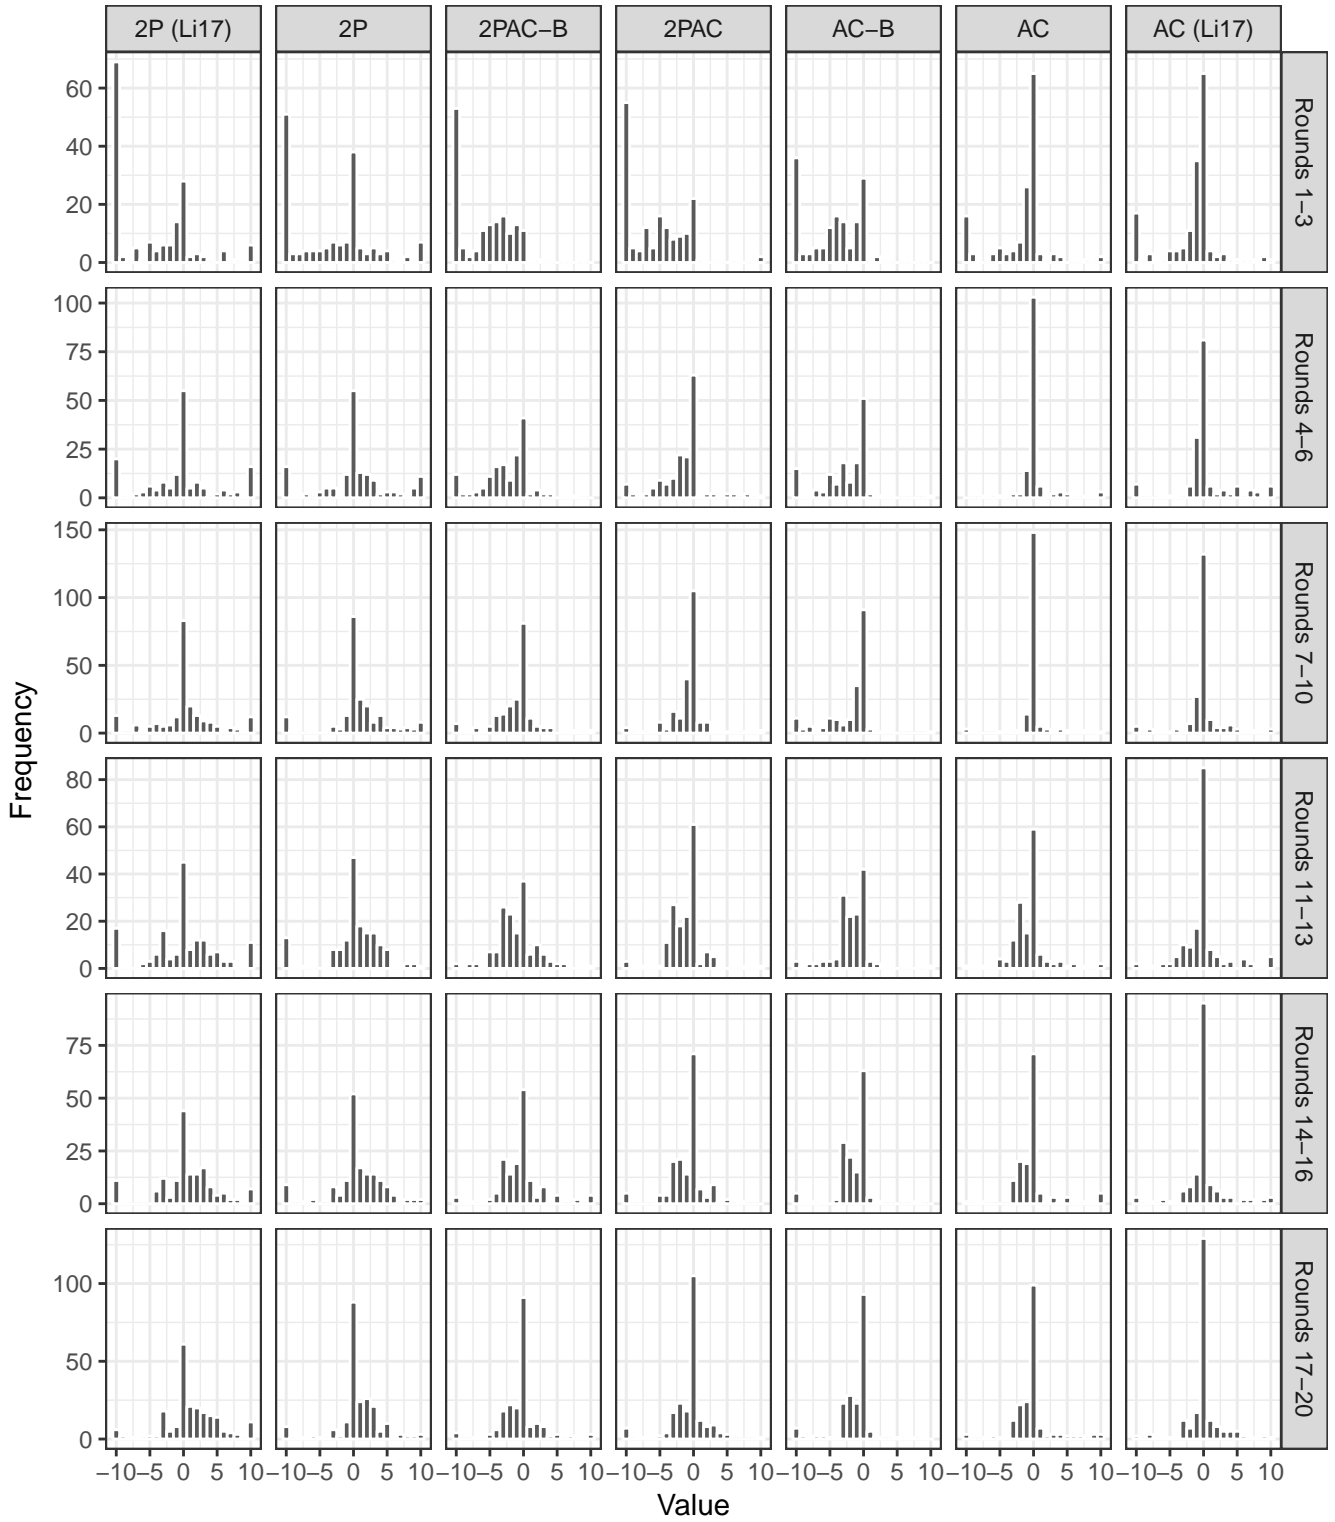 2P (Li17) 2P 2PAC−B 2PAC AC−B AC AC (Li17)
60
40
20
0
Rounds 1−3
100
75
50
25
0
Rounds 4−6
150
100
50
0
Rounds 7−10
80
60
40
20
0
Rounds 11−13
75
50
25
0
Rounds 14−16
100
50
0
Rounds 17−20
−10 −5 0 5 10 −10 −5 0 5 10 −10 −5 0 5 10 −10 −5 0 5 10 −10 −5 0 5 10 −10 −5 0 5 10 −10 −5 0 5 10
Value
Frequency